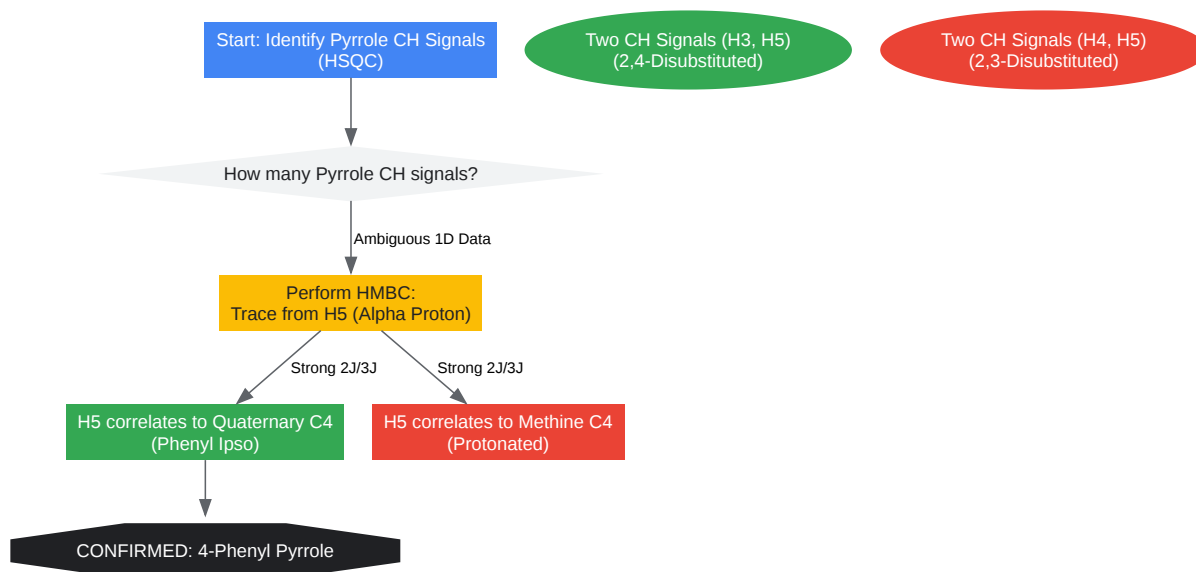 Start: Identify Pyrrole CH Signals
(HSQC)
Two CH Signals (H3, H5)
(2,4-Disubstituted)
Two CH Signals (H4, H5)
(2,3-Disubstituted)
How many Pyrrole CH signals?
Ambiguous 1D Data
Perform HMBC:
Trace from H5 (Alpha Proton)
Strong 2J/3J
Strong 2J/3J
H5 correlates to Quaternary C4
(Phenyl Ipso)
H5 correlates to Methine C4
(Protonated)
CONFIRMED: 4-Phenyl Pyrrole